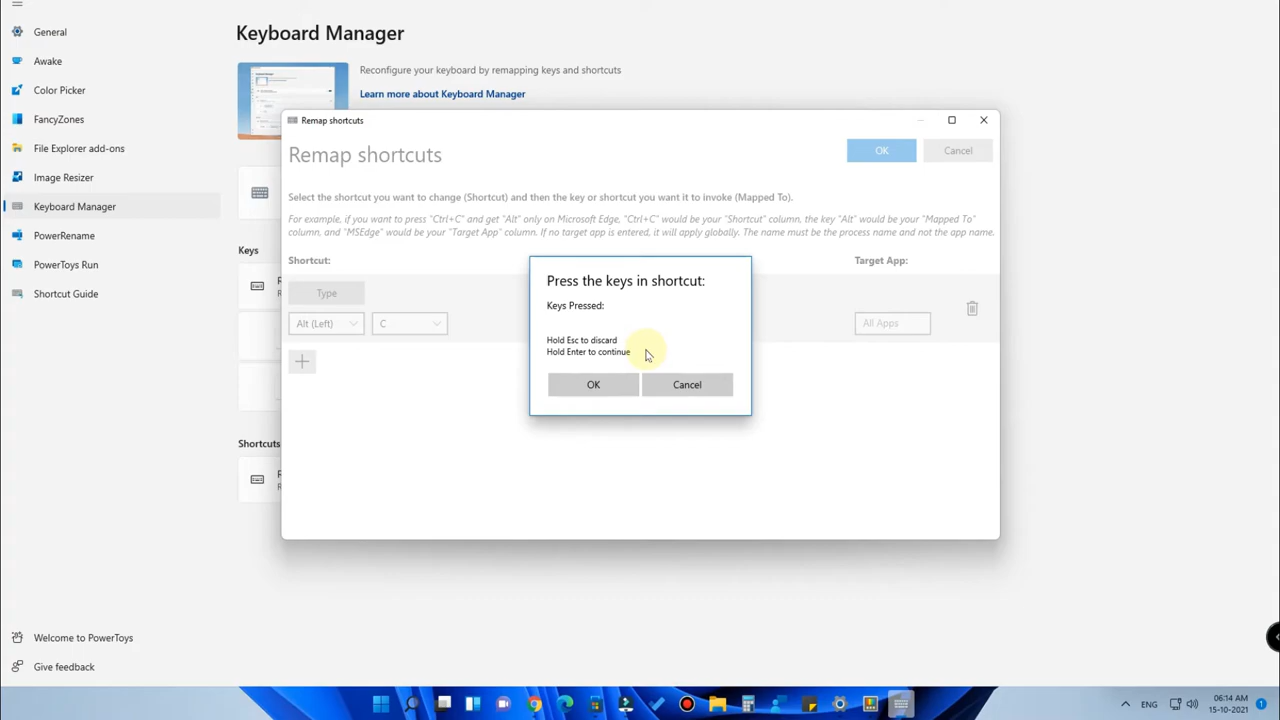 General
Awake
Color Picker
FancyZones
File Explorer add-ons
Image Resizer
Keyboard Manager
PowerRename
PowerToys Run
Shortcut Guide
Welcome to PowerToys
Give feedback
Keyboard Manager
Reconfigure your keyboard by remapping keys and shortcuts
Learn more about Keyboard Manager
Keys
Shortcuts
Remap shortcuts
Remap shortcuts
OK
Cancel
Select the shortcut you want to change (Shortcut) and then the key or shortcut you want it to invoke (Mapped To).
For example, if you want to press "Ctrl+C" and get "Alt" only on Microsoft Edge, "Ctrl+C" would be your "Shortcut" column, the key "Alt" would be your "Mapped To"
column, and "MSEdge" would be your "Target App" column. If no target app is entered, it will apply globally. The name must be the process name and not the app name.
Shortcut:
Target App:
Type
Alt (Left)
C
All Apps
Press the keys in shortcut:
Keys Pressed:
Hold Esc to discard
Hold Enter to continue
OK
Cancel
ENG
06:14 AM
15-10-2021